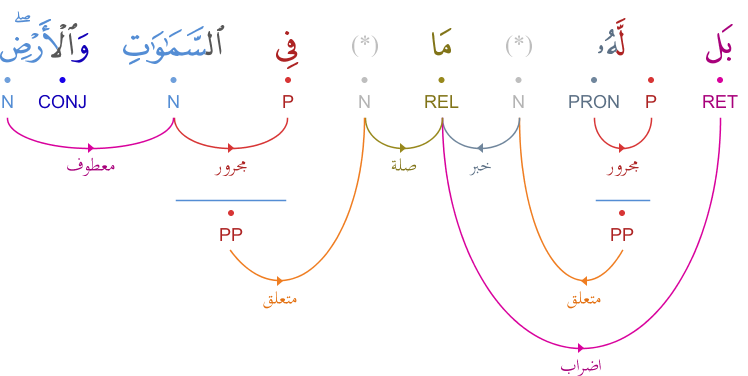 بَل لَّهُۥ (*) مَا (*) فِى ٱلسَّمَٰوَٰتِ وَٱلْأَرْضِ ۖ
RET P PRON N REL N P N CONJ N
مجرور خبر صلة مجرور معطوف
PP PP
متعلق متعلق
اضراب